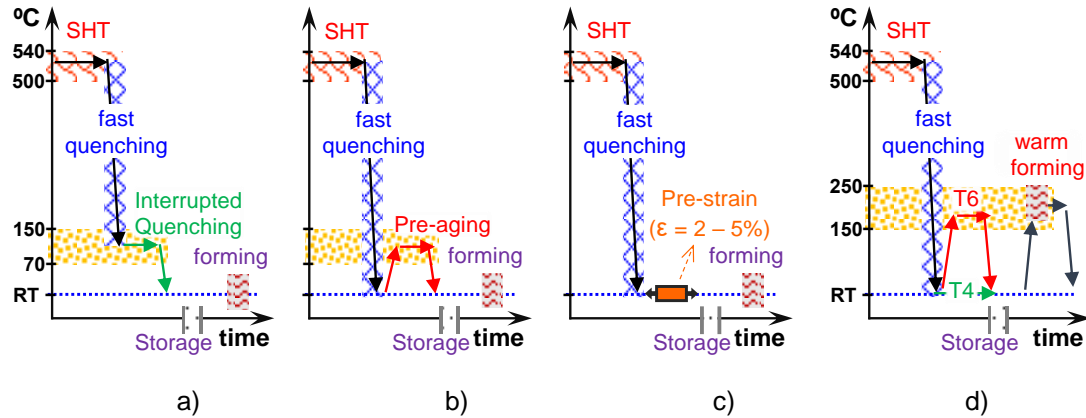 ºC
SHT
540
500
fast
quenching
Interrupted
Quenching
150
70
forming
RT
Storage
time
a)
SHT
fast
quenching
Pre-aging
forming
Storage
time
b)
SHT
fast
quenching
Pre-strain
(ε = 2 – 5%)
forming
Storage
time
c)
ºC
SHT
540
500
fast
quenching
warm
forming
250
T6
150
RT
T4
Storage
time
d)